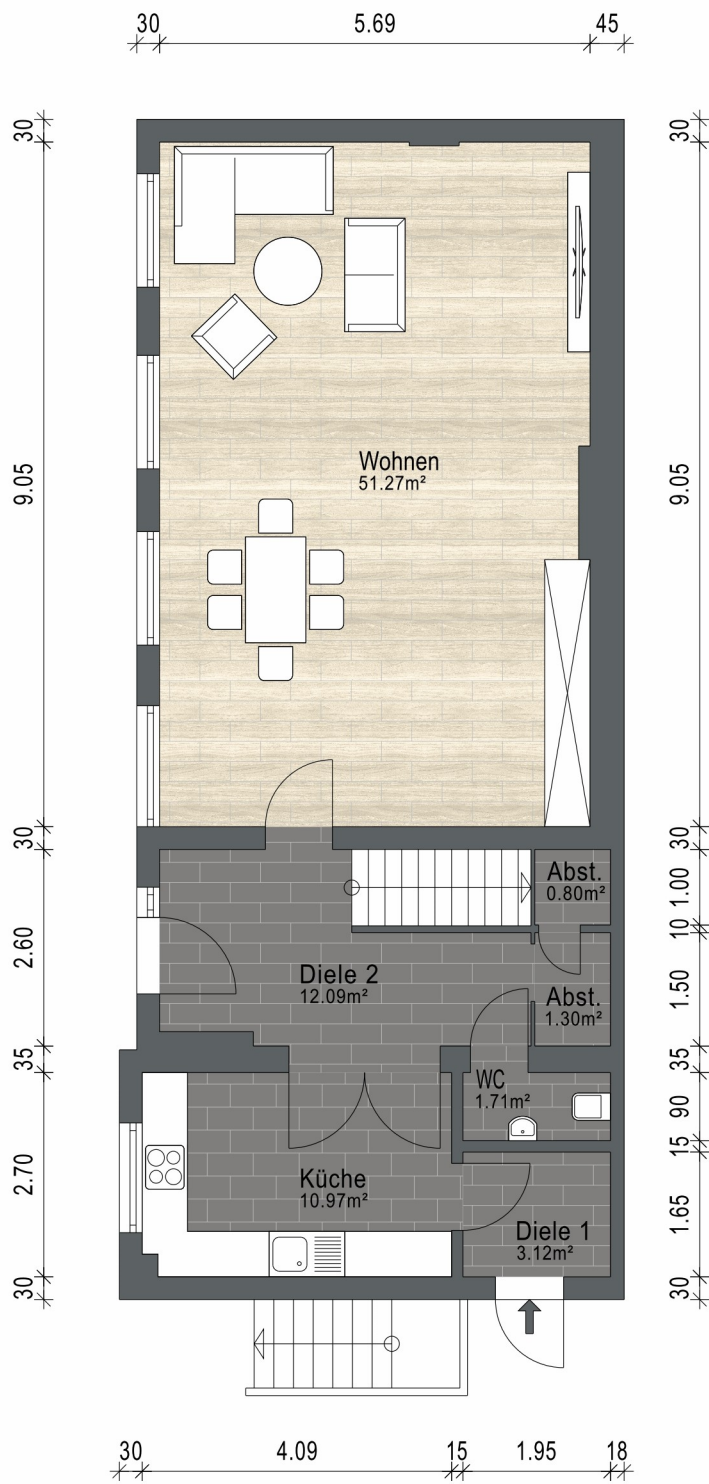 30 5.69 45
30 30
9.05 9.05
Wohnen
51.27m²
30 30
Abst.
0.80m²
1.00
2.60
10
Diele 2
12.09m²
Abst.
1.30m²
1.50
35 35
WC
1.71m²
90
15
2.70
Küche
10.97m²
Diele 1
3.12m²
1.65
30 30
30 4.09 15 1.95 18